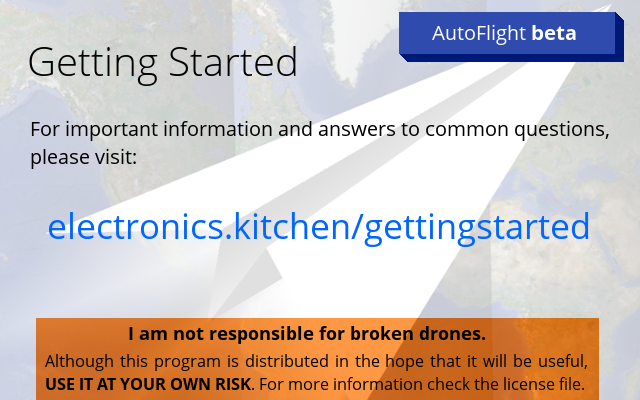 AutoFlight beta
Getting Started
For important information and answers to common questions,
please visit:
electronics.kitchen/gettingstarted
I am not responsible for broken drones.
Although this program is distributed in the hope that it will be useful,
USE IT AT YOUR OWN RISK. For more information check the license file.